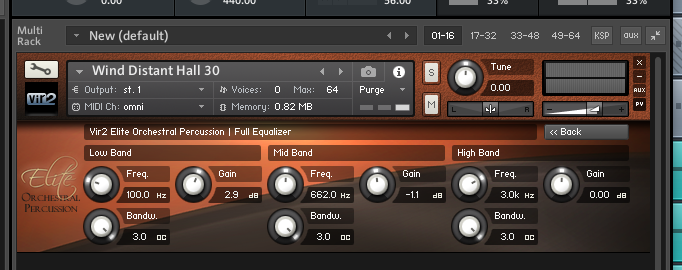 0.00 440.00 56.00 33% 33%
Multi Rack New (default) 01-16 17-32 33-48 49-64 KSP aux
Wind Distant Hall 30 S Tune 0.00
Output: st. 1 Voices: 0 Max: 64 Purge
MIDI Ch: omni Memory: 0.82 MB M L R
vir2 AUX PV
Vir2 Elite Orchestral Percussion | Full Equalizer << Back
Low Band Mid Band High Band
Freq. Gain Freq. Gain Freq. Gain
100.0 Hz 2.9 dB 662.0 Hz -1.1 dB 3.0k Hz 0.00 dB
Elite
Orchestral
Percussion
Bandw. Bandw. Bandw.
3.0 OC 3.0 OC 3.0 OC